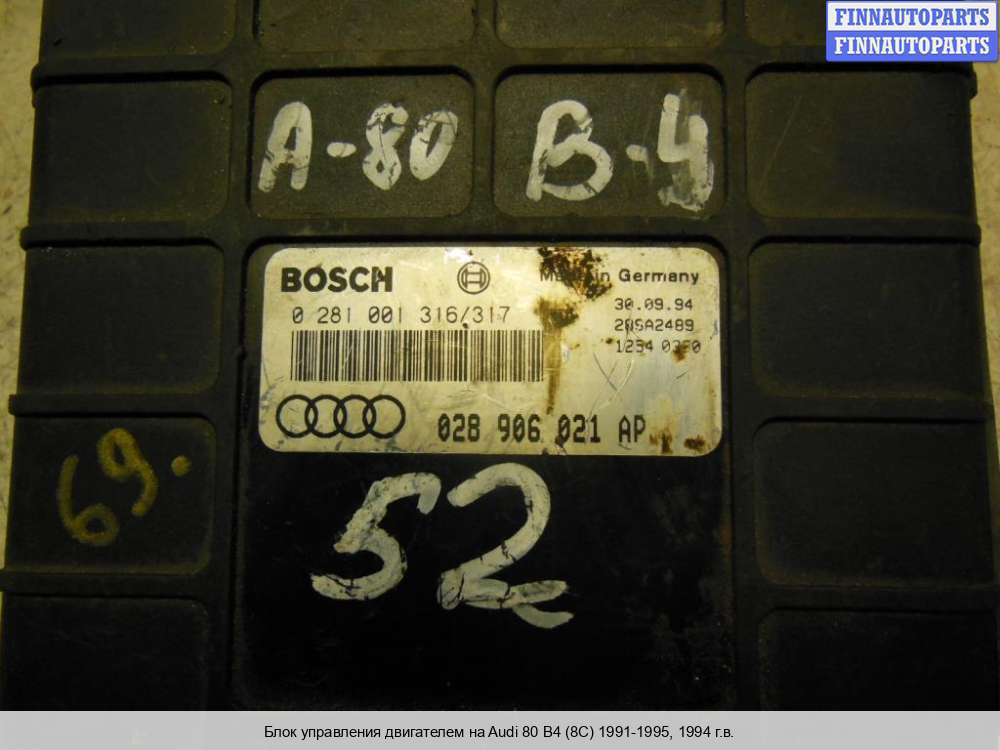 FINNAUTOPARTS
FINNAUTOPARTS
A-80 B-4
BOSCH
in Germany
0 281 001 316/317
30.09.94
028 906 021 AP
69.
52
Блок управления двигателем на Audi 80 B4 (8C) 1991-1995, 1994 г.в.